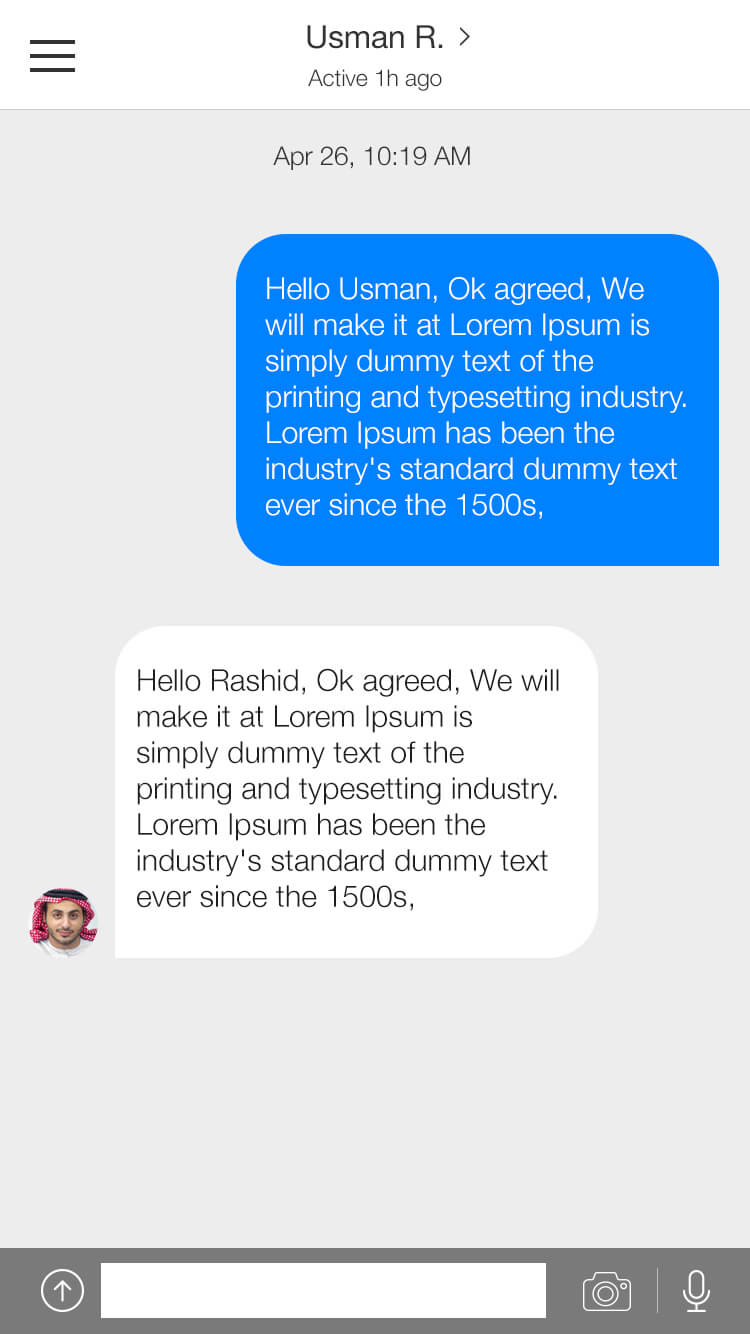 Usman R.
Active 1h ago
Apr 26, 10:19 AM
Hello Usman, Ok agreed, We
will make it at Lorem Ipsum is
simply dummy text of the
printing and typesetting industry.
Lorem Ipsum has been the
industry's standard dummy text
ever since the 1500s,
Hello Rashid, Ok agreed, We will
make it at Lorem Ipsum is
simply dummy text of the
printing and typesetting industry.
Lorem Ipsum has been the
industry's standard dummy text
ever since the 1500s,